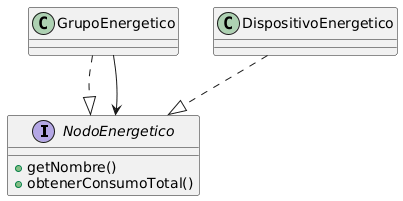 C GrupoEnergetico
C DispositivoEnergetico
I NodoEnergetico
getNombre()
obtenerConsumoTotal()